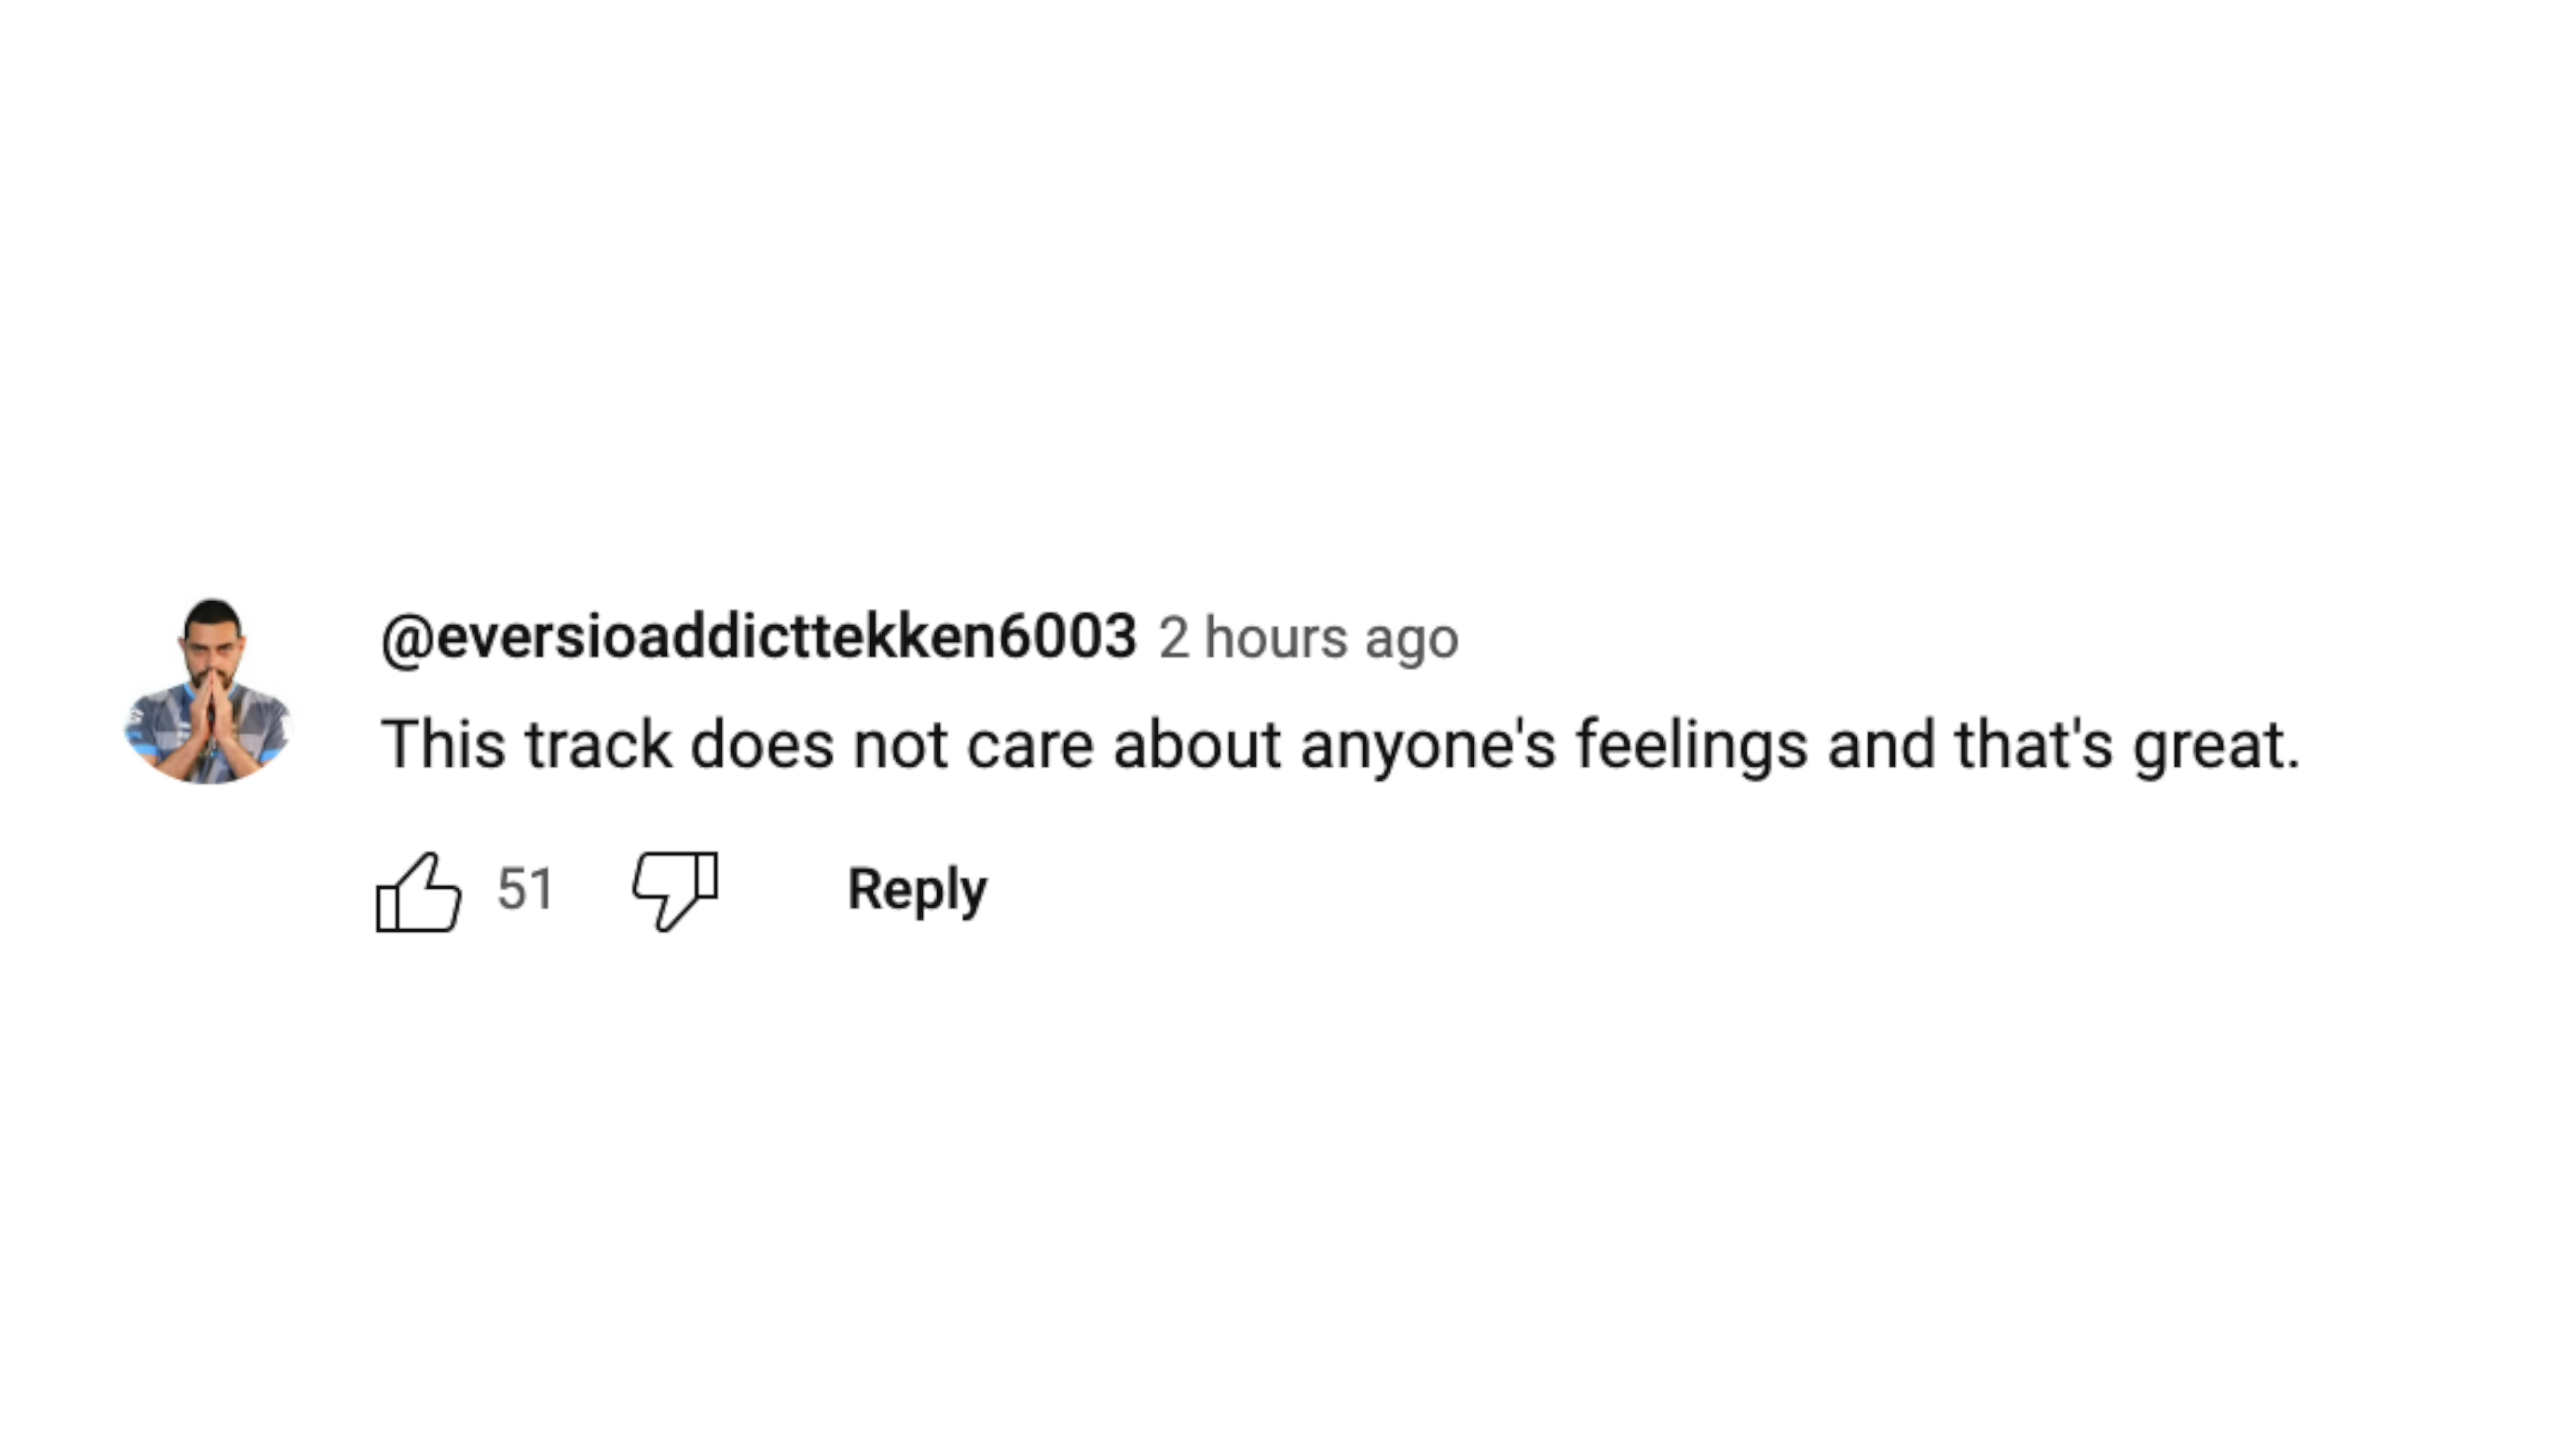 @eversioaddicttekken6003 2 hours ago
This track does not care about anyone's feelings and that's great.
51 Reply